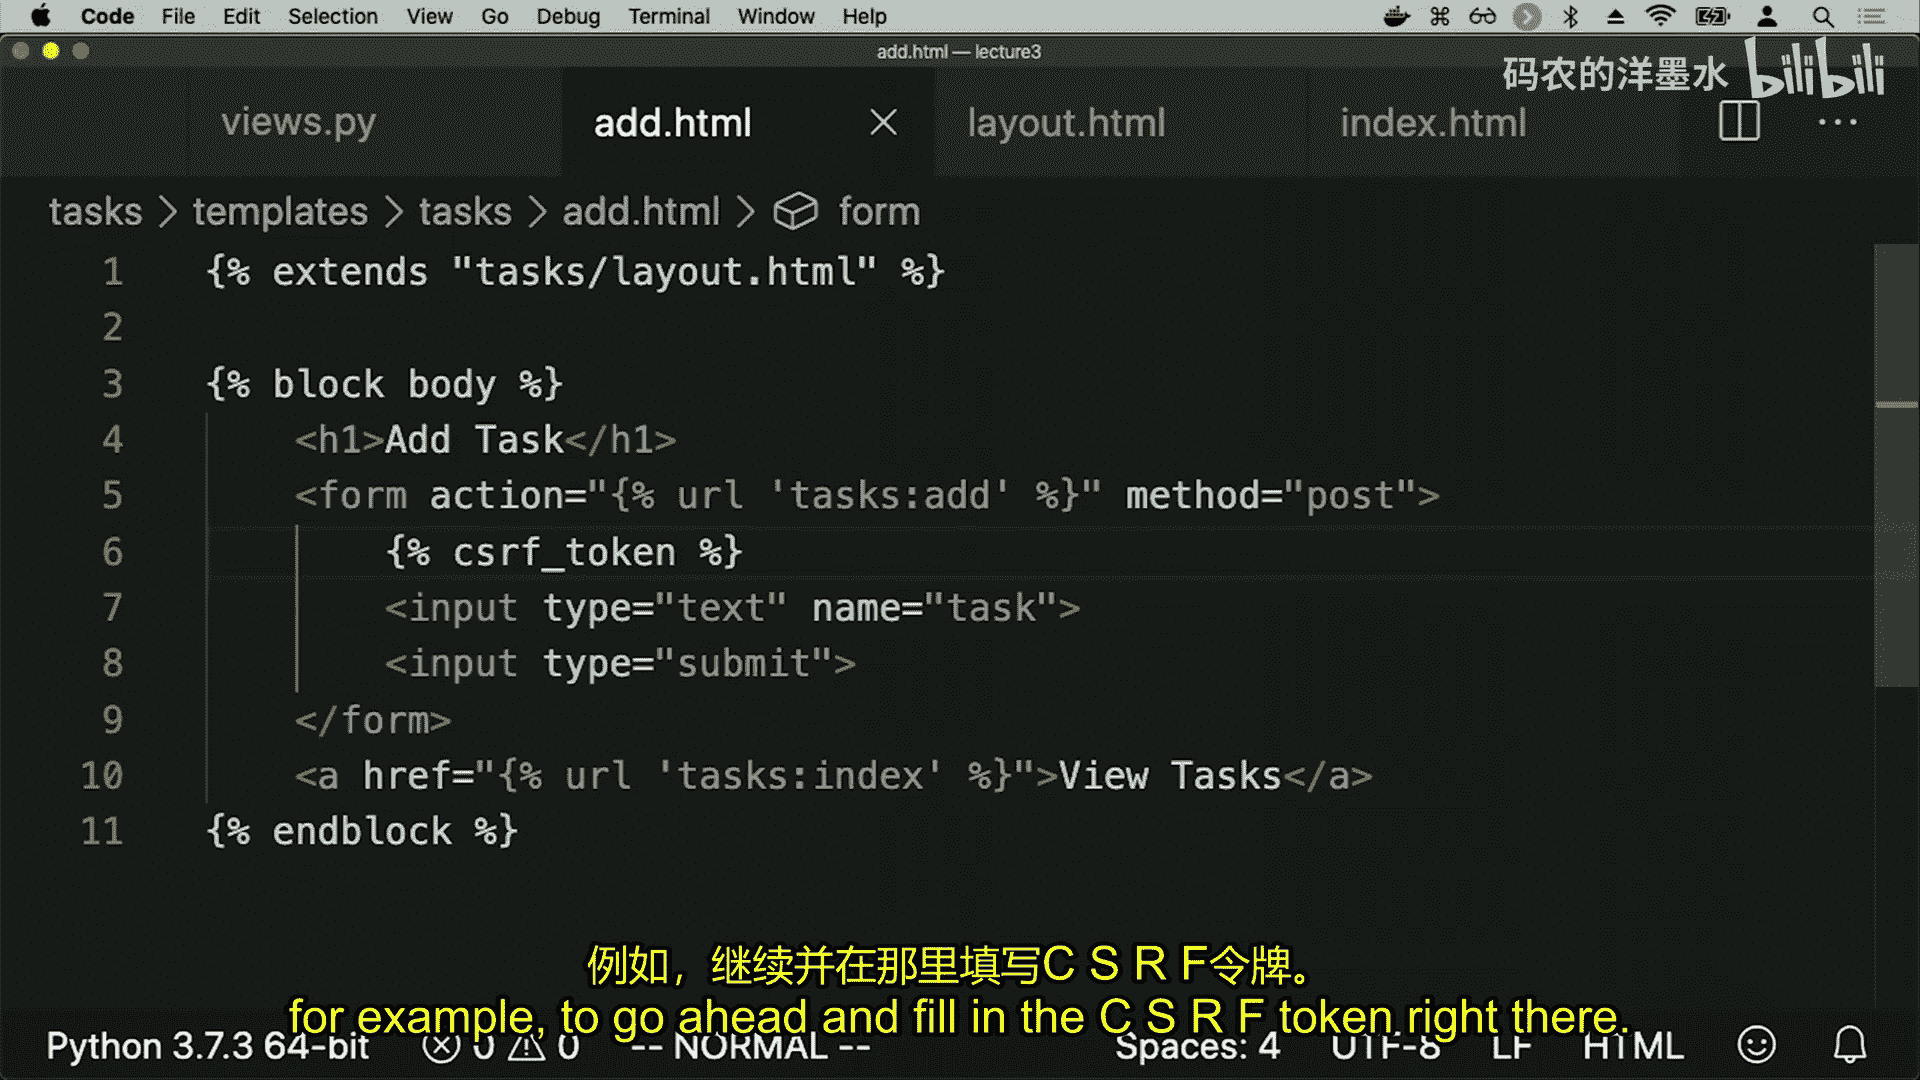 Code File Edit Selection View Go Debug Terminal Window Help
add.html — lecture3
码农的洋墨水 bilibili
views.py add.html layout.html index.html
tasks > templates > tasks > add.html > form
1 {% extends "tasks/layout.html" %}
2
3 {% block body %}
4 <h1>Add Task</h1>
5 <form action="{% url 'tasks:add' %}" method="post">
6 {% csrf_token %}
7 <input type="text" name="task">
8 <input type="submit">
9 </form>
10 <a href="{% url 'tasks:index' %}">View Tasks</a>
11 {% endblock %}
例如，继续并在那里填写C S R F令牌。
for example, to go ahead and fill in the C S R F token right there.
Python 3.7.3 64-bit 0 0 -- NORMAL -- Spaces: 4 UTF-8 LF HTML